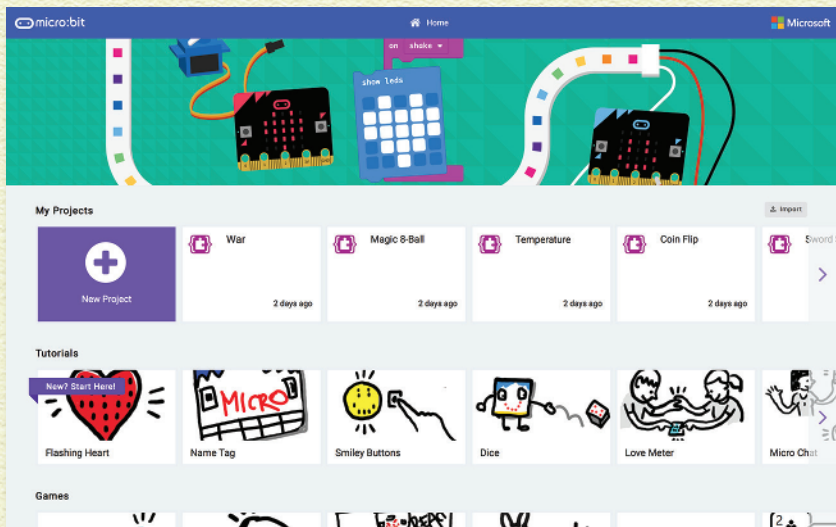 micro:bit
Home
Microsoft
on shake
show leds
My Projects
Import
New Project
War
2 days ago
Magic 8-Ball
2 days ago
Temperature
2 days ago
Coin Flip
2 days ago
Sword
Tutorials
New? Start Here!
Flashing Heart
MICRO
Name Tag
Smiley Buttons
Dice
Love Meter
Micro Chat
Games
2